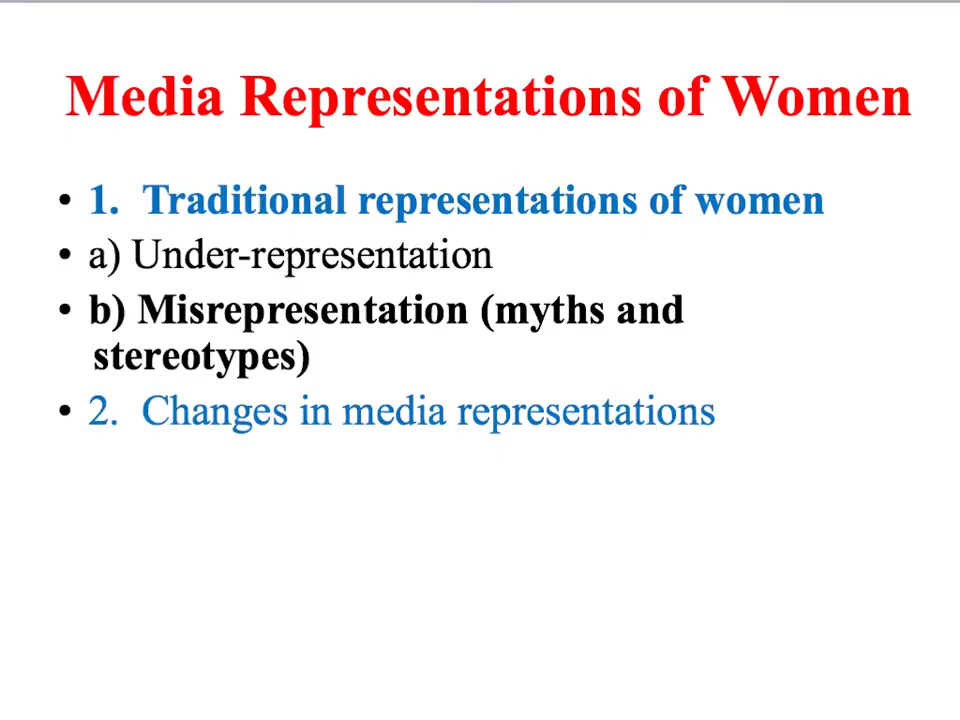 Media Representations of Women
• 1. Traditional representations of women
• a) Under-representation
• b) Misrepresentation (myths and
stereotypes)
• 2. Changes in media representations